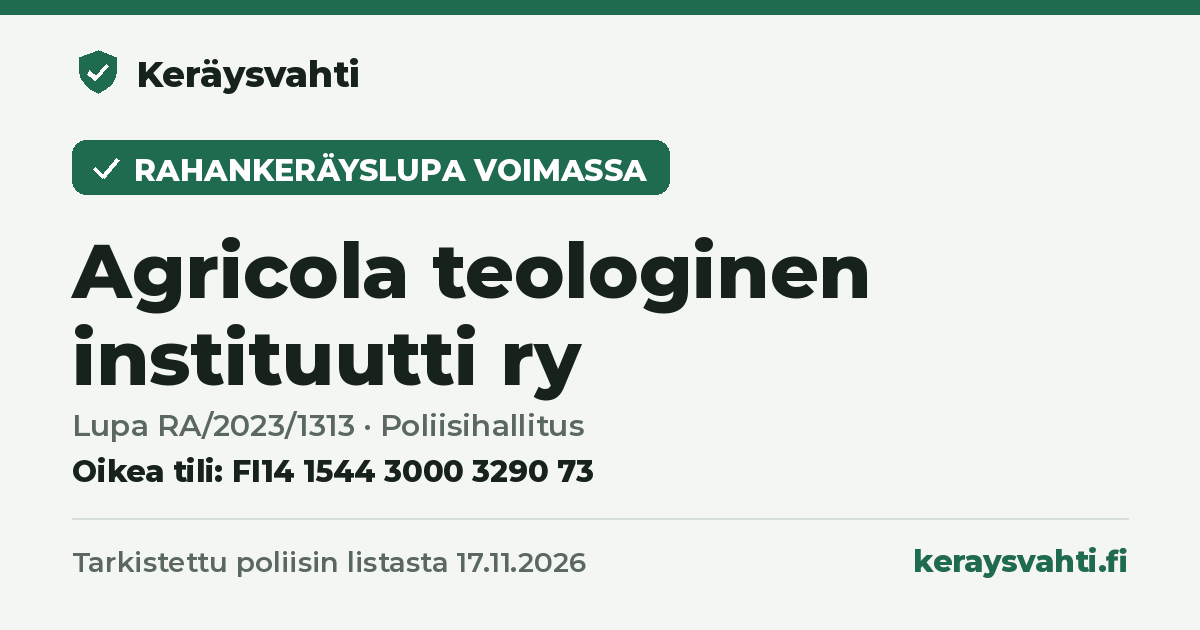 Keräysvahti
RAHANKERÄYSLUPA VOIMASSA
Agricola teologinen
instituutti ry
Lupa RA/2023/1313 · Poliisihallitus
Oikea tili: FI14 1544 3000 3290 73
Tarkistettu poliisin listasta 17.11.2026
keraysvahti.fi